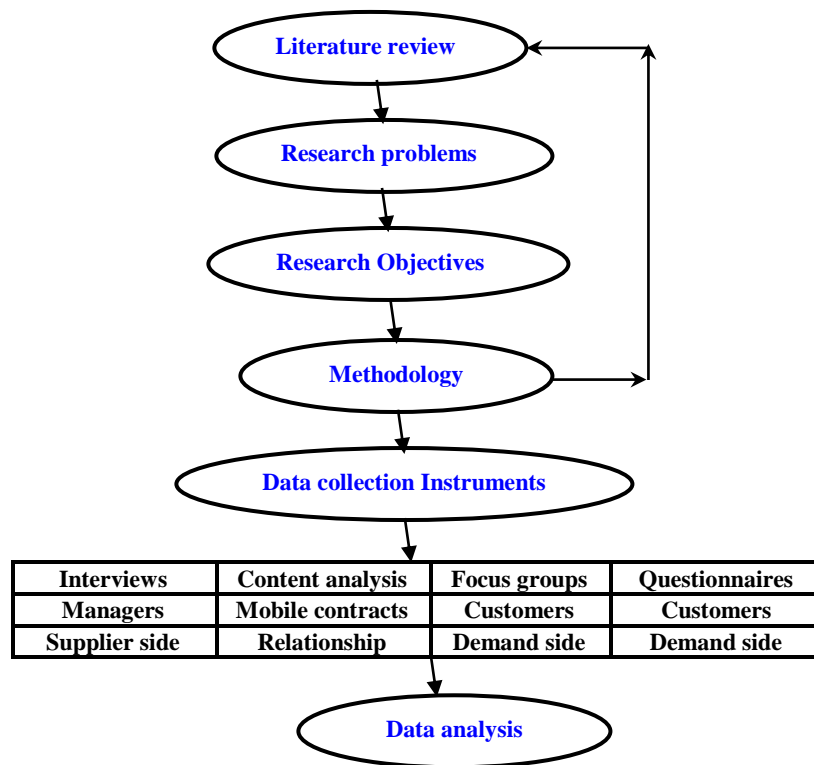 Literature review
Research problems
Research Objectives
Methodology
Data collection Instruments
Interviews Content analysis Focus groups Questionnaires
Managers Mobile contracts Customers Customers
Supplier side Relationship Demand side Demand side
Data analysis